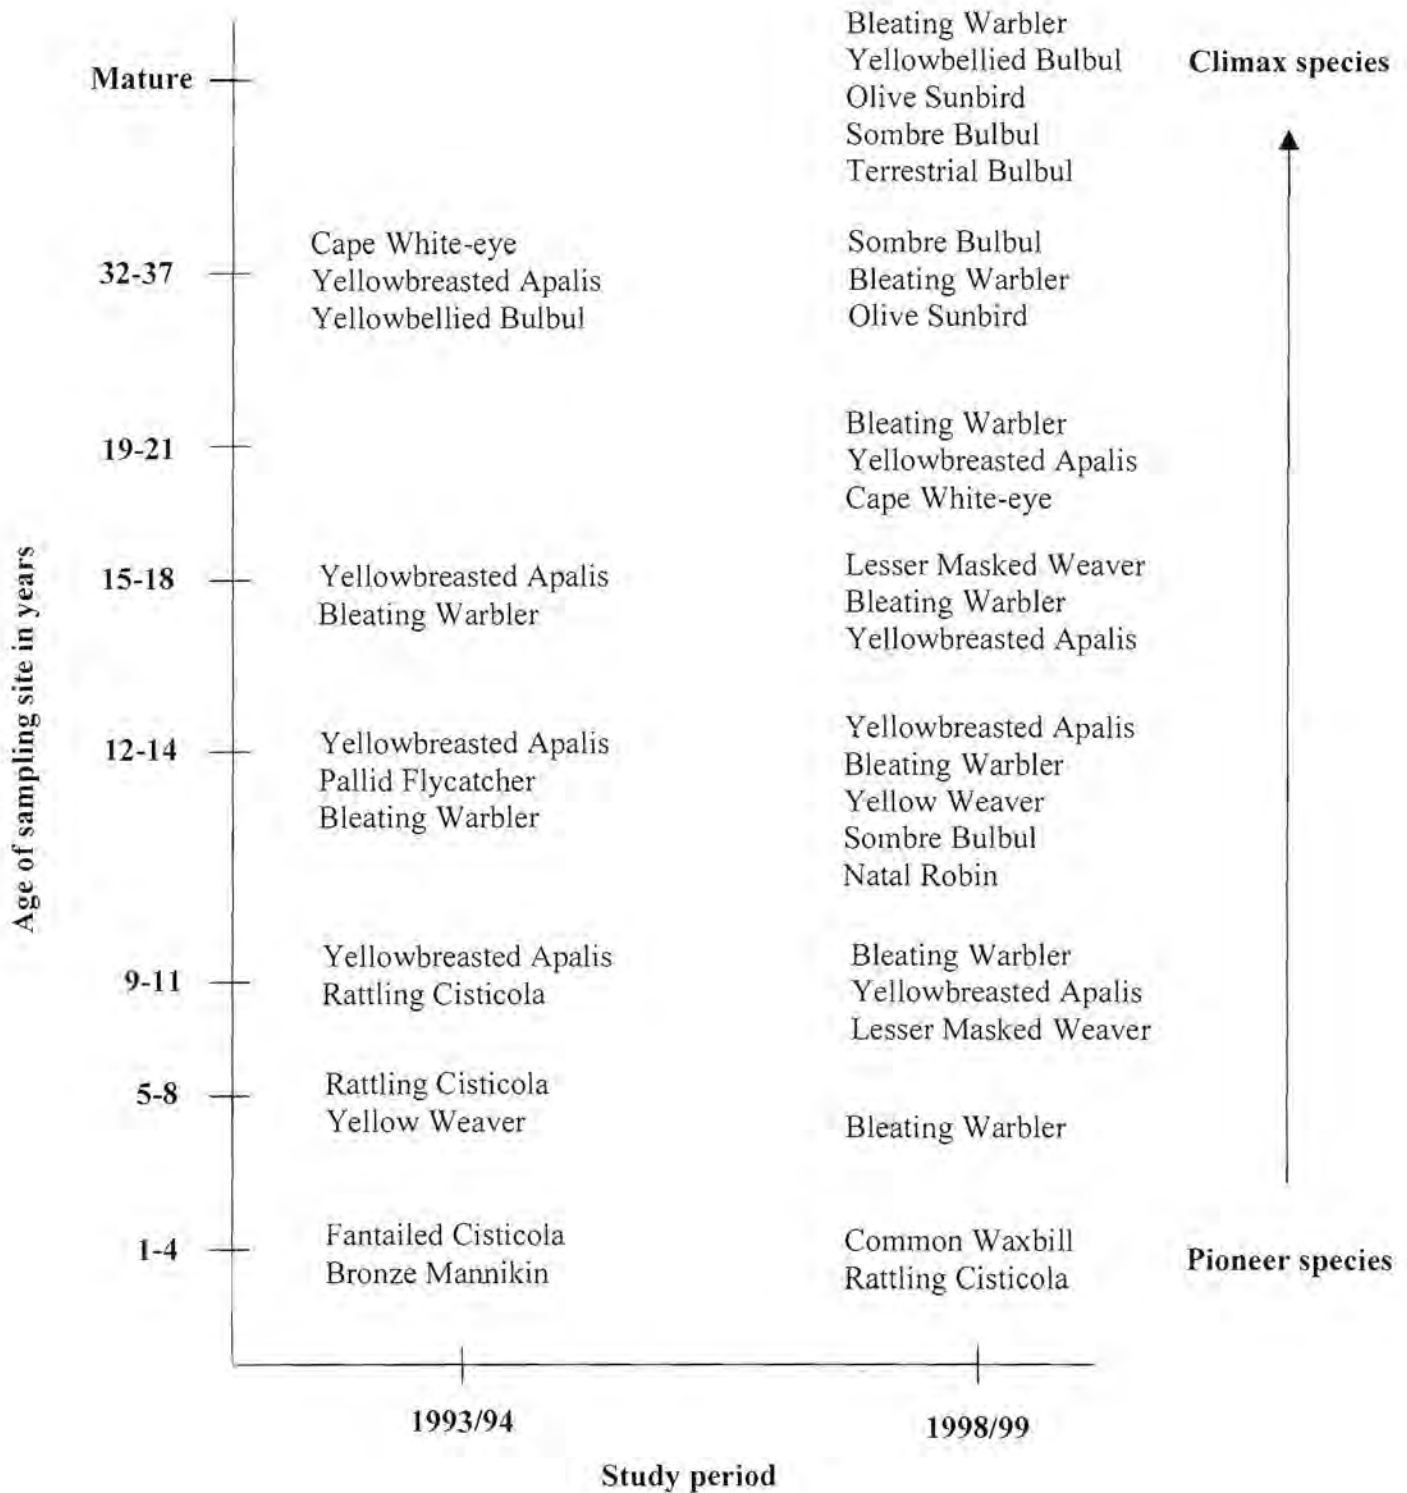 Bleating Warbler
Yellowbellied Bulbul
Olive Sunbird
Sombre Bulbul
Terrestrial Bulbul
Mature
Climax species
32-37
Cape White-eye
Yellowbreasted Apalis
Yellowbellied Bulbul
Sombre Bulbul
Bleating Warbler
Olive Sunbird
19-21
Bleating Warbler
Yellowbreasted Apalis
Cape White-eye
15-18
Yellowbreasted Apalis
Bleating Warbler
Lesser Masked Weaver
Bleating Warbler
Yellowbreasted Apalis
12-14
Yellowbreasted Apalis
Pallid Flycatcher
Bleating Warbler
Yellowbreasted Apalis
Bleating Warbler
Yellow Weaver
Sombre Bulbul
Natal Robin
9-11
Yellowbreasted Apalis
Rattling Cisticola
Bleating Warbler
Yellowbreasted Apalis
Lesser Masked Weaver
5-8
Rattling Cisticola
Yellow Weaver
Bleating Warbler
1-4
Fantailed Cisticola
Bronze Mannikin
Common Waxbill
Rattling Cisticola
Pioneer species
Age of sampling site in years
1993/94
1998/99
Study period